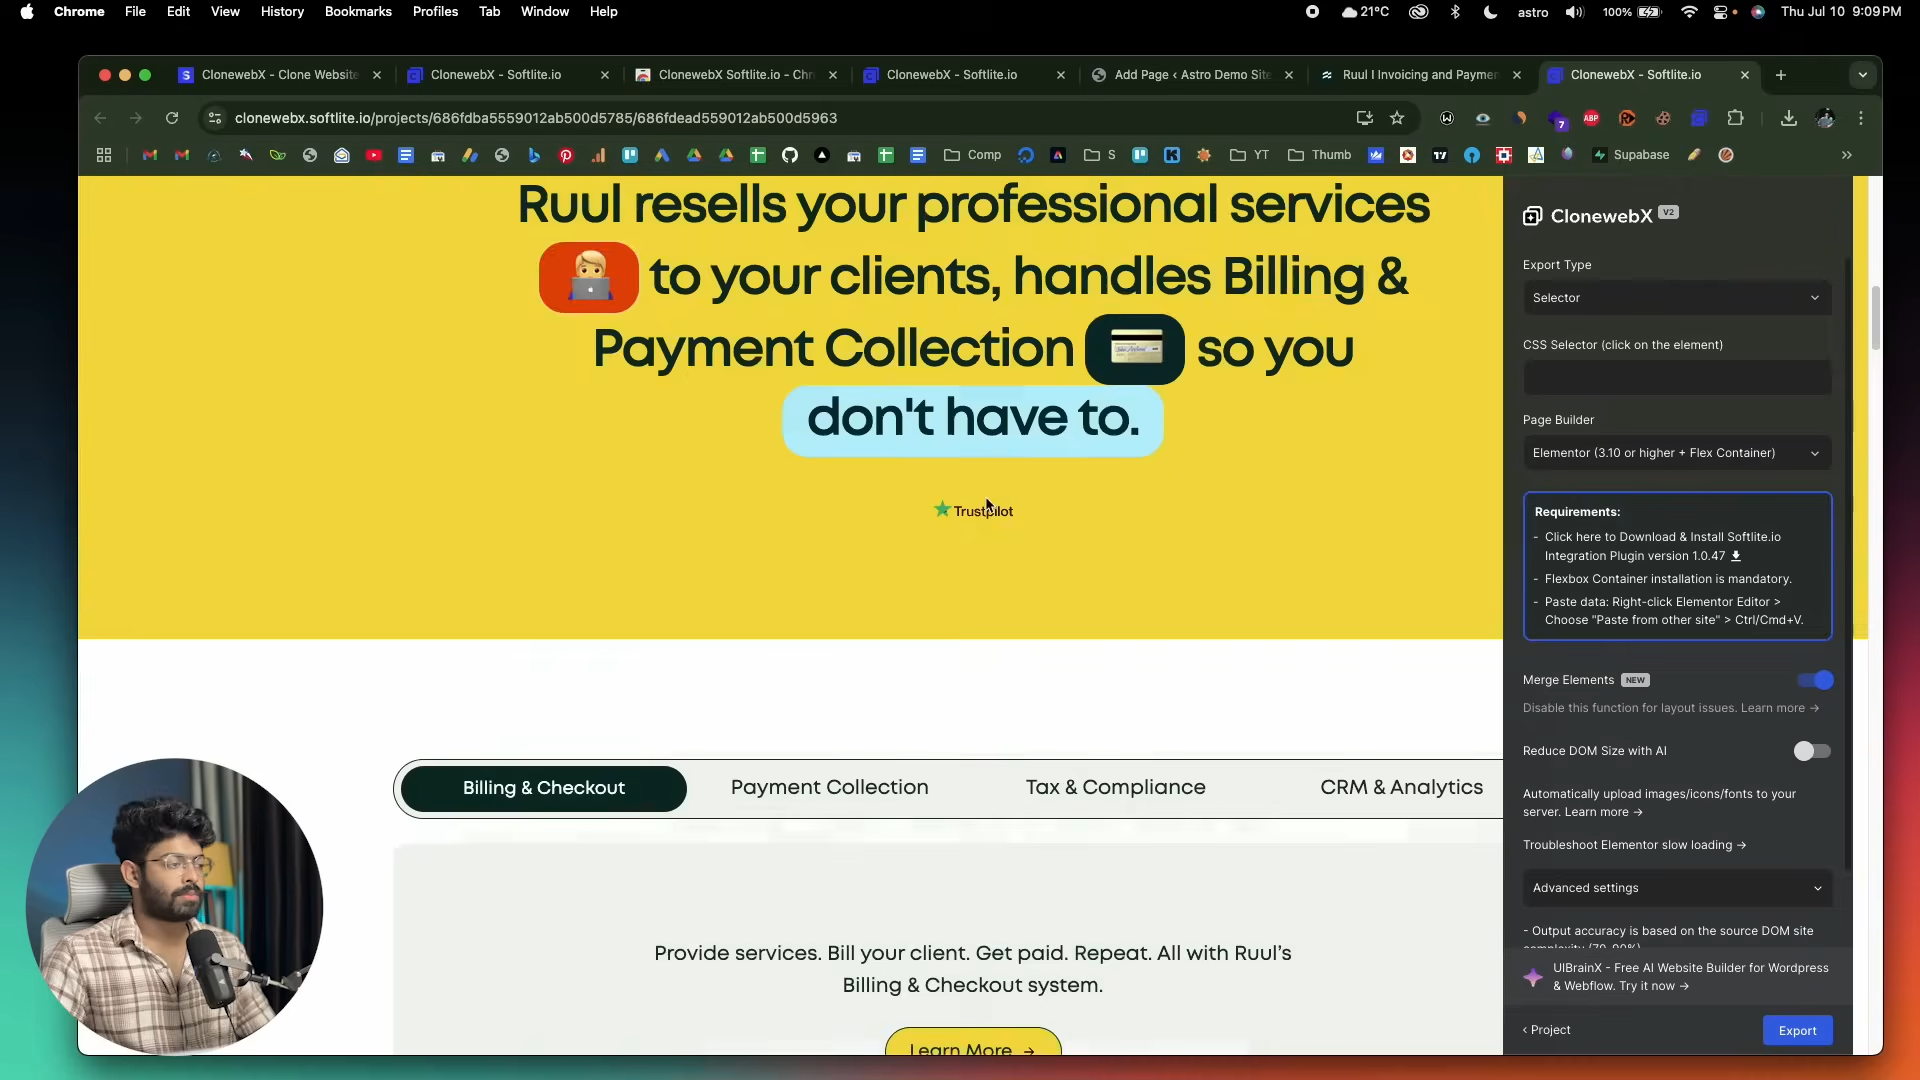 Chrome File Edit View History Bookmarks Profiles Tab Window Help
21°C astro 100% Thu Jul 10 9:09 PM
ClonewebX - Clone Website
ClonewebX - Softlite.io
ClonewebX Softlite.io - Chr
ClonewebX - Softlite.io
Add Page ‹ Astro Demo Site
Ruul I Invoicing and Paymen
ClonewebX - Softlite.io
clonewebx.softlite.io/projects/686fdba5559012ab500d5785/686fdead559012ab500d5963
7 ABP
Comp S YT Thumb Supabase
Ruul resells your professional services
to your clients, handles Billing &
Payment Collection so you
don't have to.
Trustpilot
Billing & Checkout
Payment Collection
Tax & Compliance
CRM & Analytics
Provide services. Bill your client. Get paid. Repeat. All with Ruul's
Billing & Checkout system.
Learn More →
ClonewebX V2
Export Type
Selector
CSS Selector (click on the element)
Page Builder
Elementor (3.10 or higher + Flex Container)
Requirements:
- Click here to Download & Install Softlite.io
Integration Plugin version 1.0.47
- Flexbox Container installation is mandatory.
- Paste data: Right-click Elementor Editor >
Choose "Paste from other site" > Ctrl/Cmd+V.
Merge Elements NEW
Disable this function for layout issues. Learn more →
Reduce DOM Size with AI
Automatically upload images/icons/fonts to your
server. Learn more →
Troubleshoot Elementor slow loading →
Advanced settings
- Output accuracy is based on the source DOM site
complexity (70-90%)
UIBrainX - Free AI Website Builder for Wordpress
& Webflow. Try it now →
‹ Project
Export